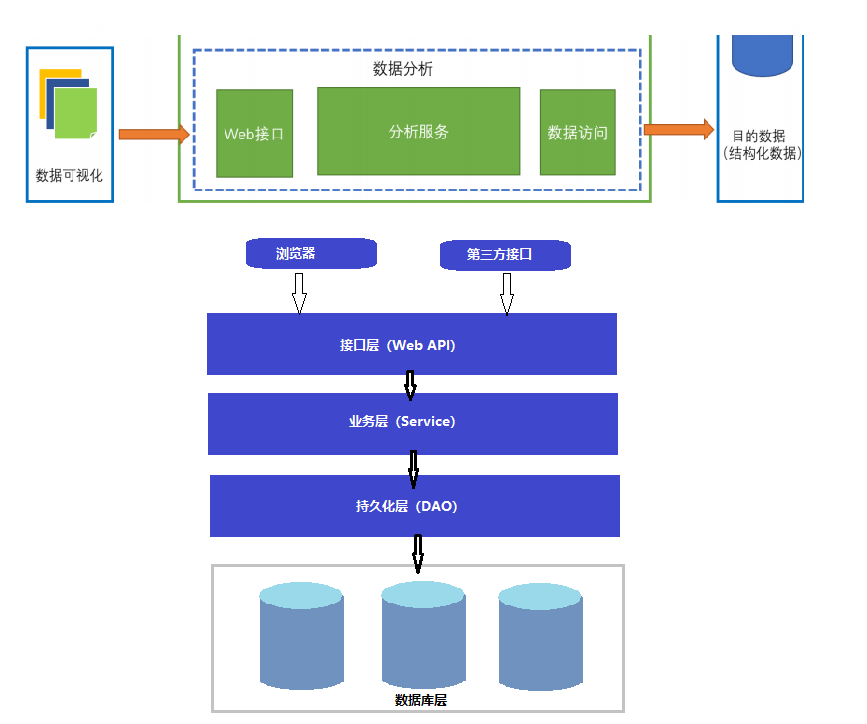 数据分析
Web接口
分析服务
数据访问
数据可视化
目的数据
（结构化数据）
浏览器
第三方接口
接口层（Web API）
业务层（Service）
持久化层（DAO）
数据库层